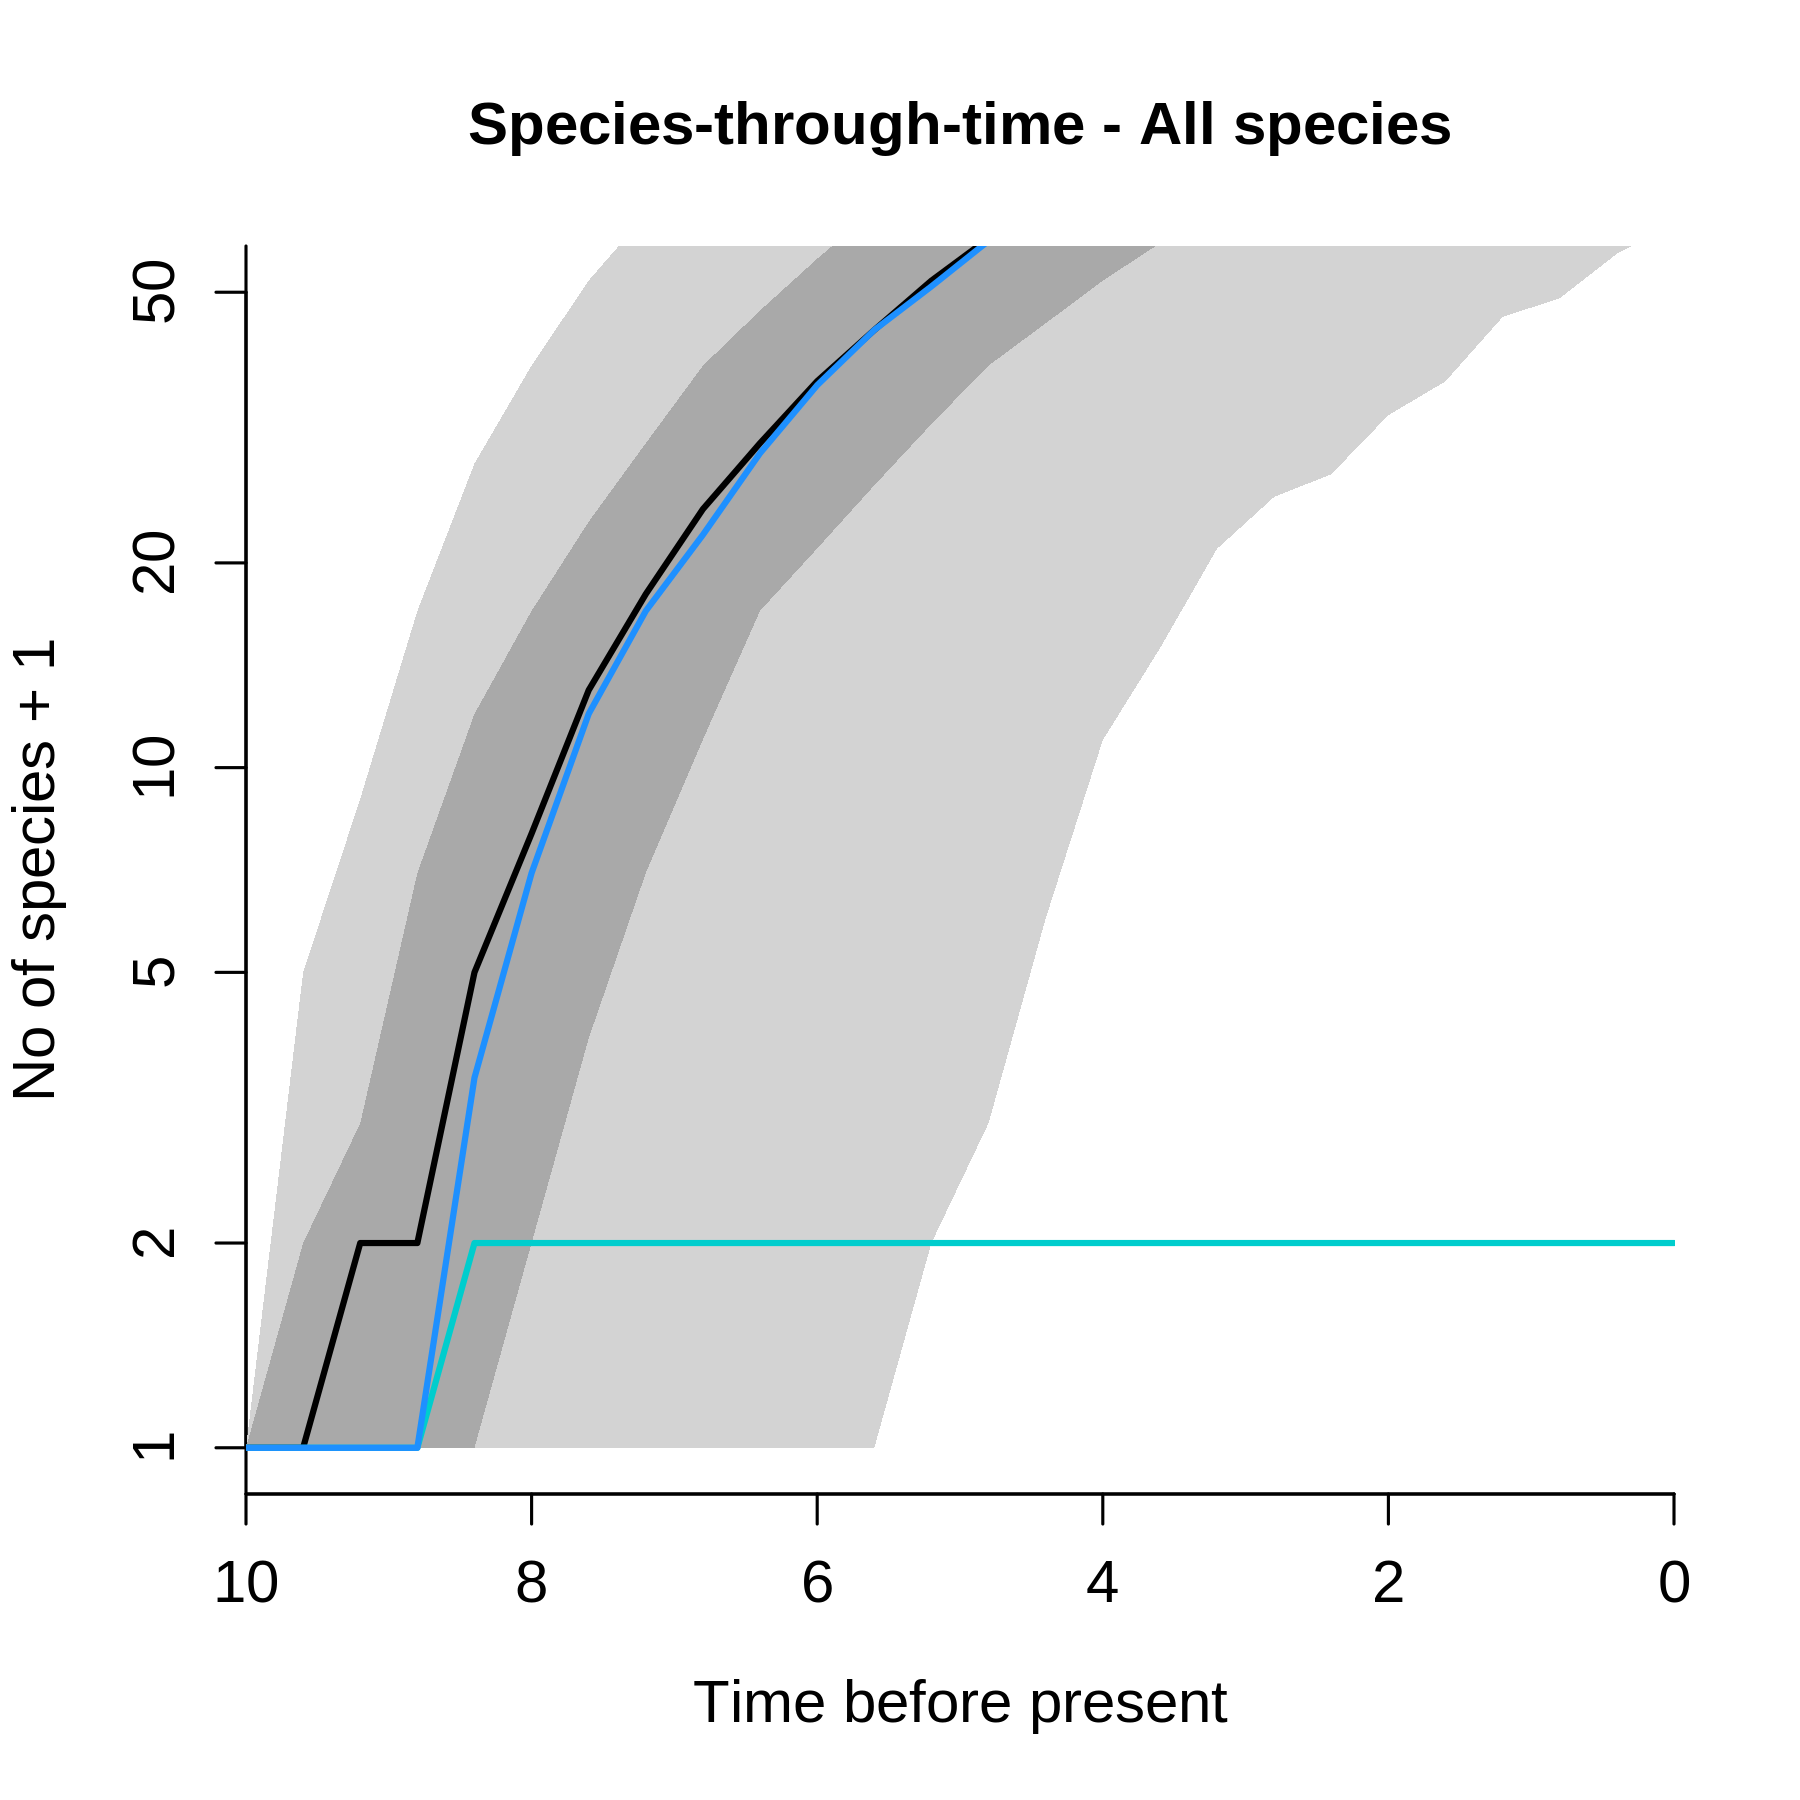 Species-through-time - All species
No of species + 1
50
20
10
5
2
1
10 8 6 4 2 0
Time before present